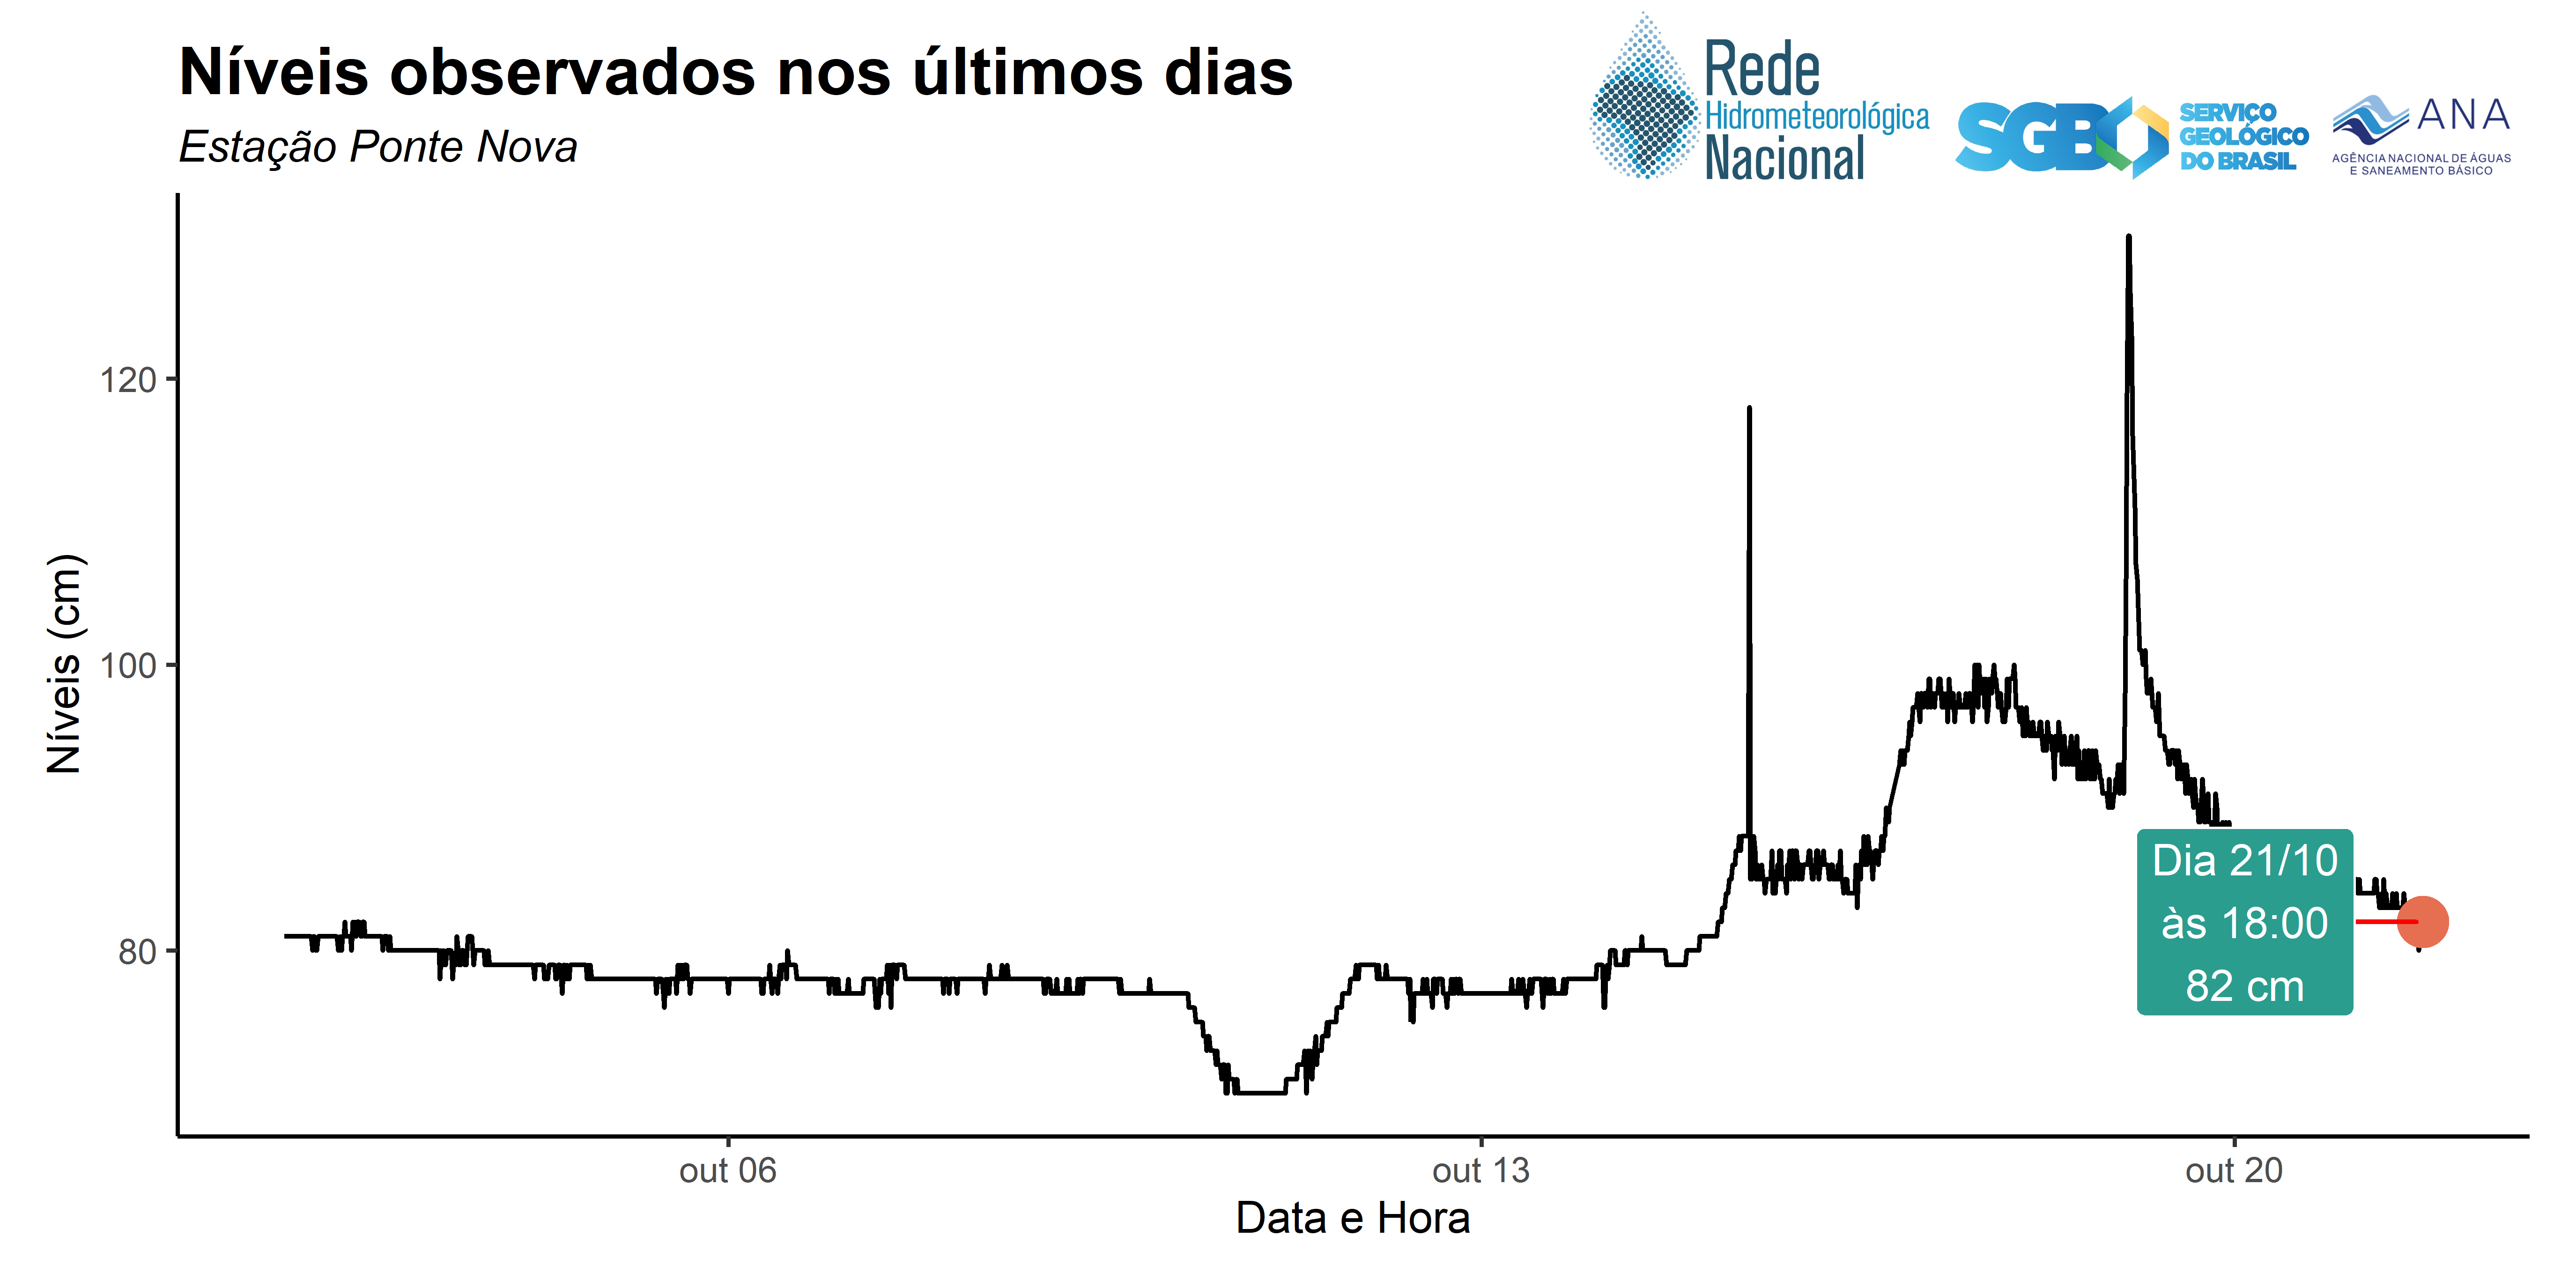 Níveis observados nos últimos dias
Estação Ponte Nova
Rede
Hidrometeorológica
Nacional
SGB
SERVIÇO
GEOLÓGICO
DO BRASIL
ANA
AGÊNCIA NACIONAL DE ÁGUAS
E SANEAMENTO BÁSICO
Níveis (cm)
120
100
80
Dia 21/10
às 18:00
82 cm
out 06
out 13
out 20
Data e Hora